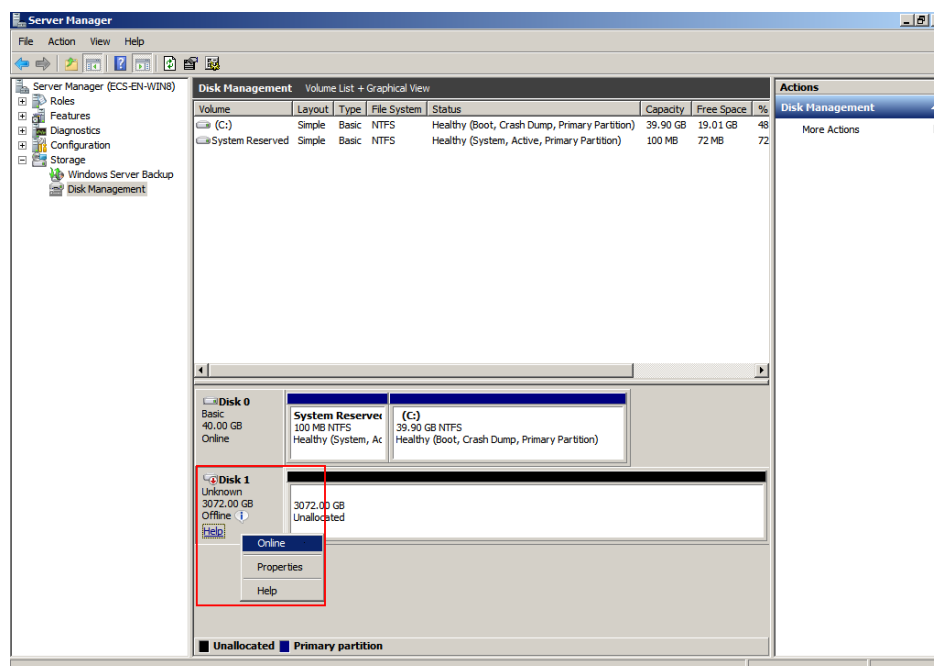 Server Manager
File Action View Help
Server Manager (ECS-EN-WIN8)
Roles
Features
Diagnostics
Configuration
Storage
Windows Server Backup
Disk Management
Disk Management Volume List + Graphical View
Volume Layout Type File System Status Capacity Free Space %
(C:) Simple Basic NTFS Healthy (Boot, Crash Dump, Primary Partition) 39.90 GB 19.01 GB 48
System Reserved Simple Basic NTFS Healthy (System, Active, Primary Partition) 100 MB 72 MB 72
Actions
Disk Management
More Actions
Disk 0
Basic
40.00 GB
Online
System Reserve
100 MB NTFS
Healthy (System, Ac
(C:)
39.90 GB NTFS
Healthy (Boot, Crash Dump, Primary Partition)
Disk 1
Unknown
3072.00 GB
Offline
Help
3072.00 GB
Unallocated
Online
Properties
Help
Unallocated Primary partition